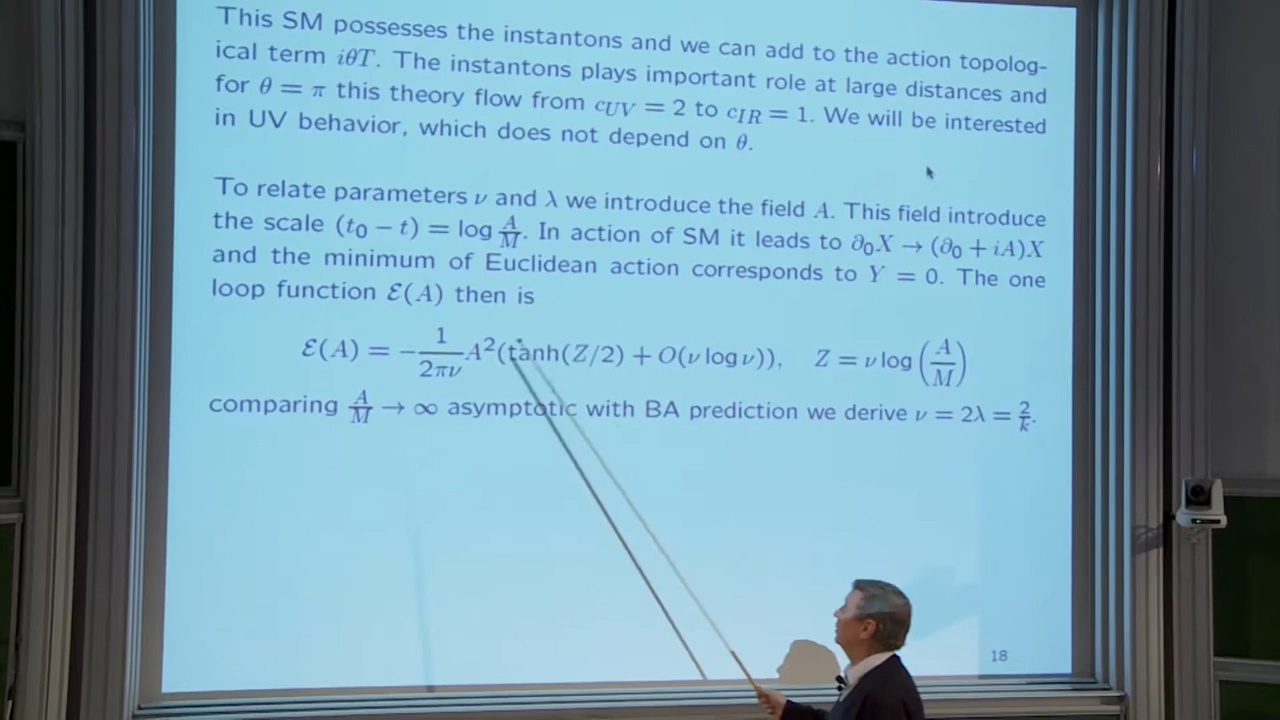 This SM possesses the instantons and we can add to the action topolog-
ical term iθT. The instantons plays important role at large distances and
for θ = π this theory flow from c_{UV} = 2 to c_{IR} = 1. We will be interested
in UV behavior, which does not depend on θ.
To relate parameters ν and λ we introduce the field A. This field introduce
the scale (t_0 − t) = log A/M. In action of SM it leads to ∂_0X → (∂_0 + iA)X
and the minimum of Euclidean action corresponds to Y = 0. The one
loop function ℰ(A) then is
ℰ(A) = −1/(2πν) A²(tanh(Z/2) + O(ν log ν)), Z = ν log(A/M)
comparing A/M → ∞ asymptotic with BA prediction we derive ν = 2λ = 2/k.
18